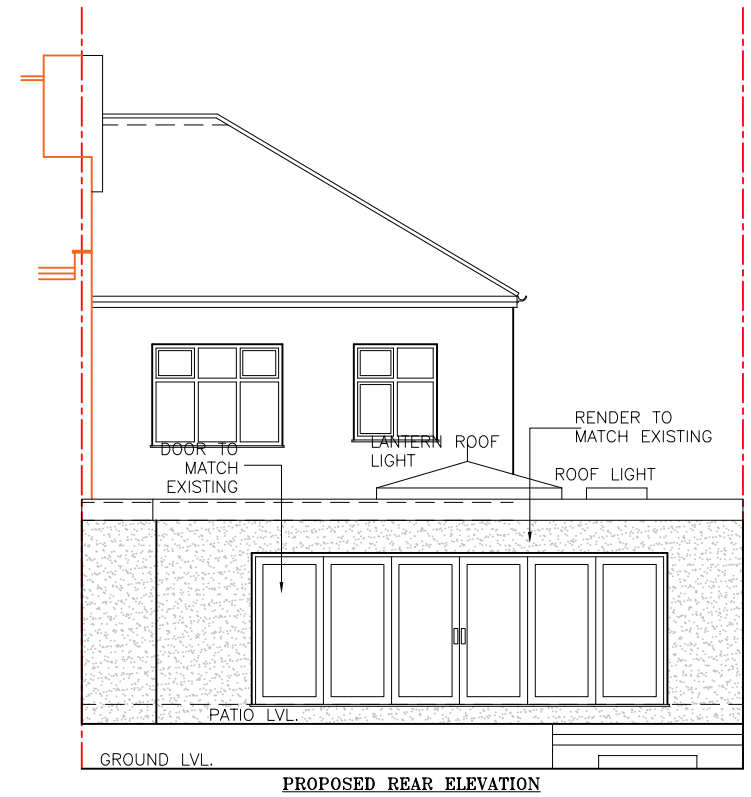 RENDER TO
MATCH EXISTING
DOOR TO
MATCH
EXISTING
LANTERN ROOF
LIGHT
ROOF LIGHT
PATIO LVL.
GROUND LVL.
PROPOSED REAR ELEVATION